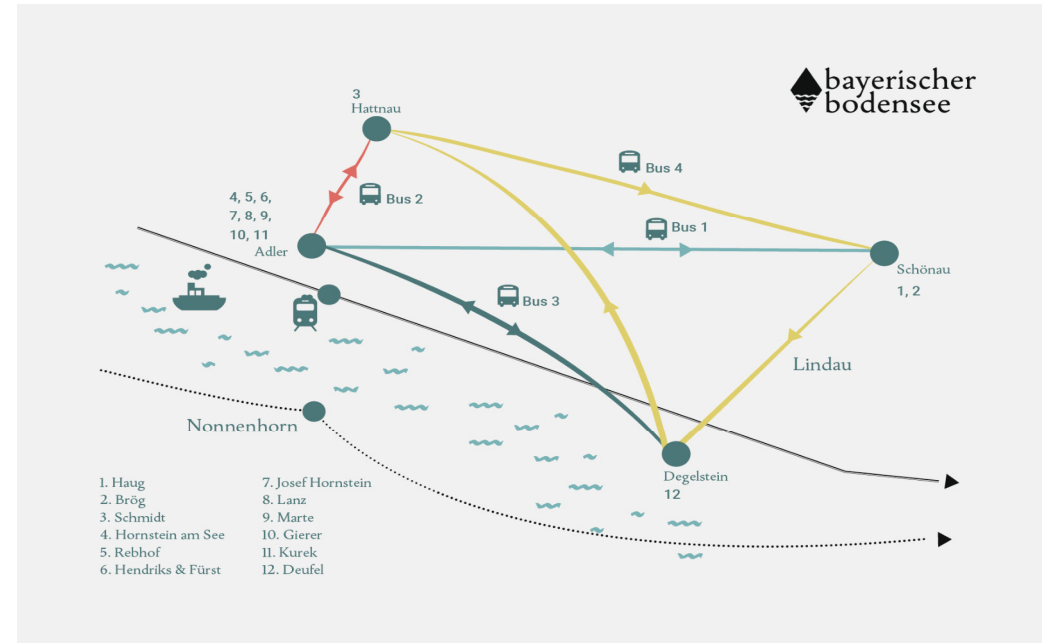 bayerischer
bodensee
3
Hattnau
Bus 4
4, 5, 6,
7, 8, 9,
10, 11
Adler
Bus 2
Bus 1
Schönau
1, 2
Bus 3
Lindau
Nonnenhorn
Degelstein
12
1. Haug
2. Brög
3. Schmidt
4. Hornstein am See
5. Rebhof
6. Hendriks & Fürst
7. Josef Hornstein
8. Lanz
9. Marte
10. Gierer
11. Kurek
12. Deufel